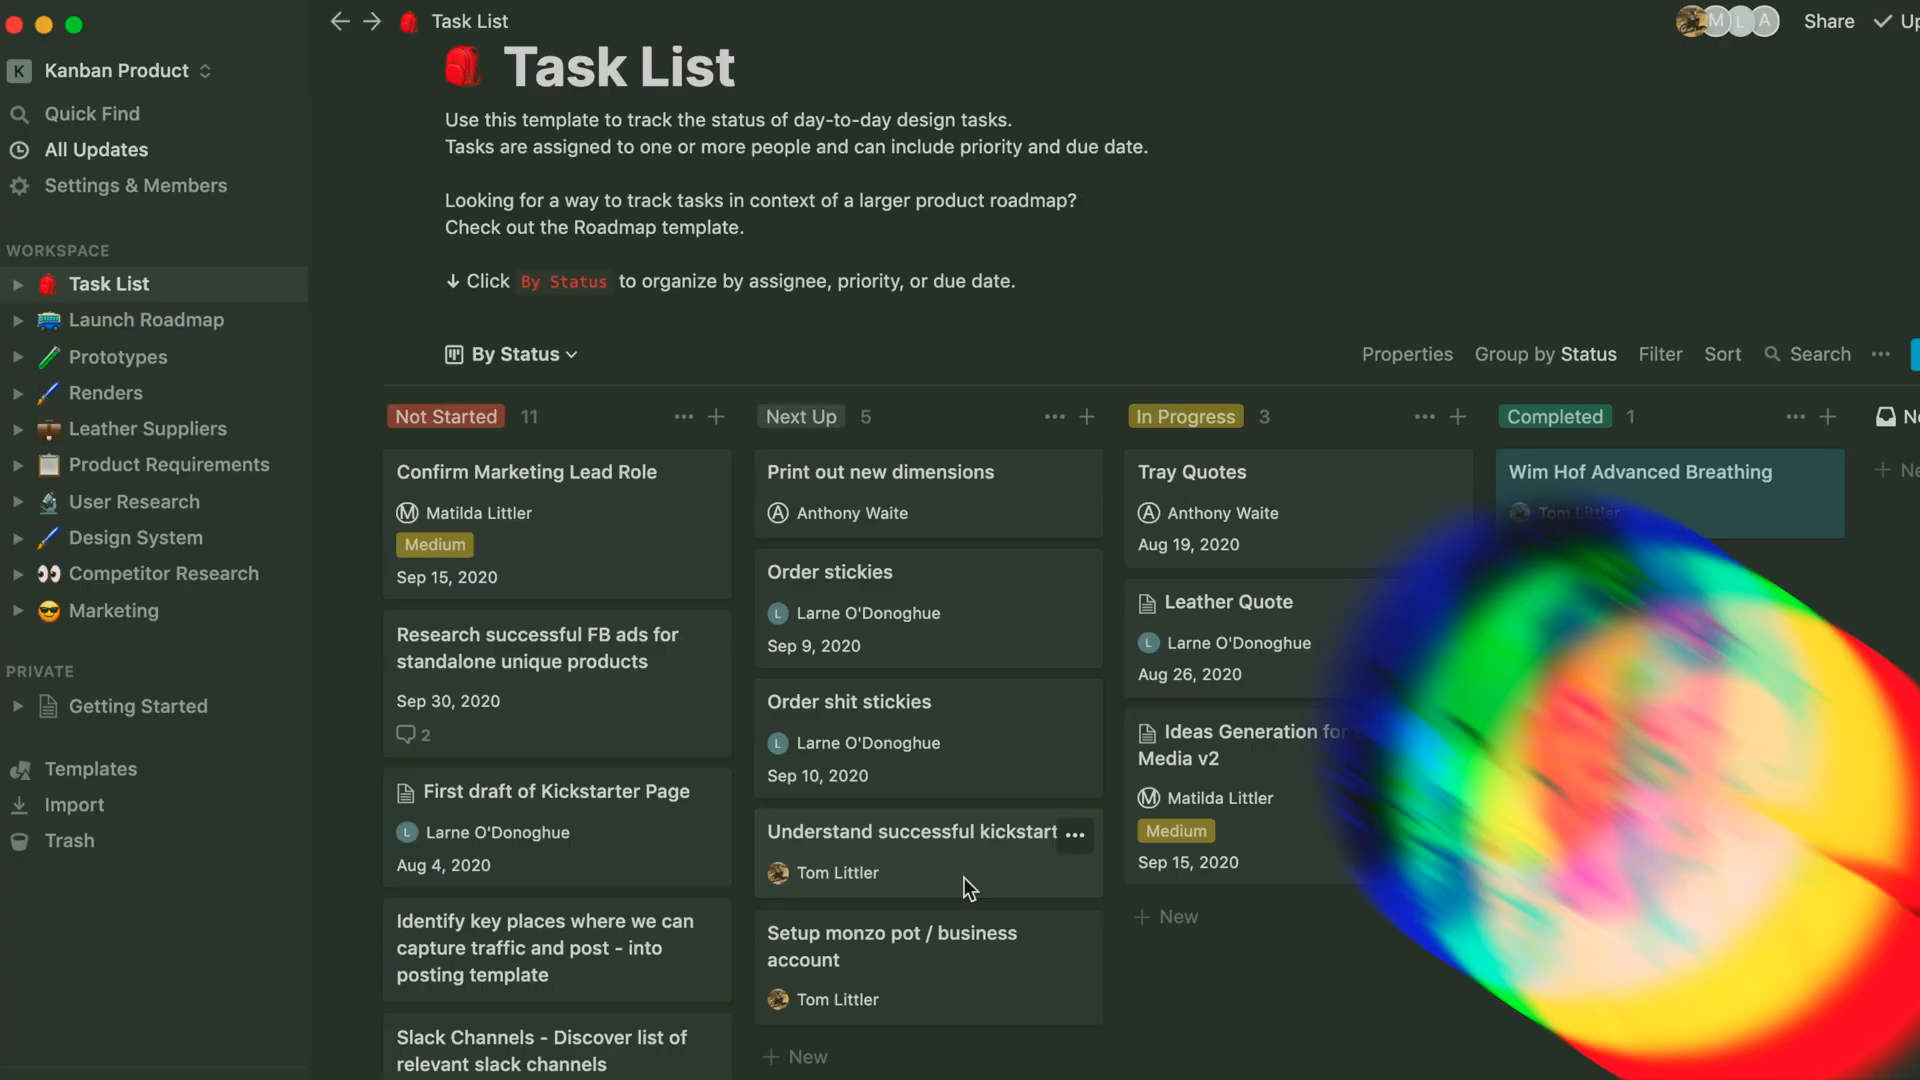 Task List
M L A Share
K Kanban Product
Quick Find
All Updates
Settings & Members
WORKSPACE
Task List
Launch Roadmap
Prototypes
Renders
Leather Suppliers
Product Requirements
User Research
Design System
Competitor Research
Marketing
PRIVATE
Getting Started
Templates
Import
Trash
Task List
Use this template to track the status of day-to-day design tasks.
Tasks are assigned to one or more people and can include priority and due date.
Looking for a way to track tasks in context of a larger product roadmap?
Check out the Roadmap template.
↓ Click By Status to organize by assignee, priority, or due date.
By Status
Properties Group by Status Filter Sort Search
Not Started 11
Confirm Marketing Lead Role
M Matilda Littler
Medium
Sep 15, 2020
Research successful FB ads for
standalone unique products
Sep 30, 2020
2
First draft of Kickstarter Page
L Larne O'Donoghue
Aug 4, 2020
Identify key places where we can
capture traffic and post - into
posting template
Slack Channels - Discover list of
relevant slack channels
Next Up 5
Print out new dimensions
A Anthony Waite
Order stickies
L Larne O'Donoghue
Sep 9, 2020
Order shit stickies
L Larne O'Donoghue
Sep 10, 2020
Understand successful kickstart
Tom Littler
Setup monzo pot / business
account
Tom Littler
+ New
In Progress 3
Tray Quotes
A Anthony Waite
Aug 19, 2020
Leather Quote
L Larne O'Donoghue
Aug 26, 2020
Ideas Generation for
Media v2
M Matilda Littler
Medium
Sep 15, 2020
+ New
Completed 1
Wim Hof Advanced Breathing
Tom Littler